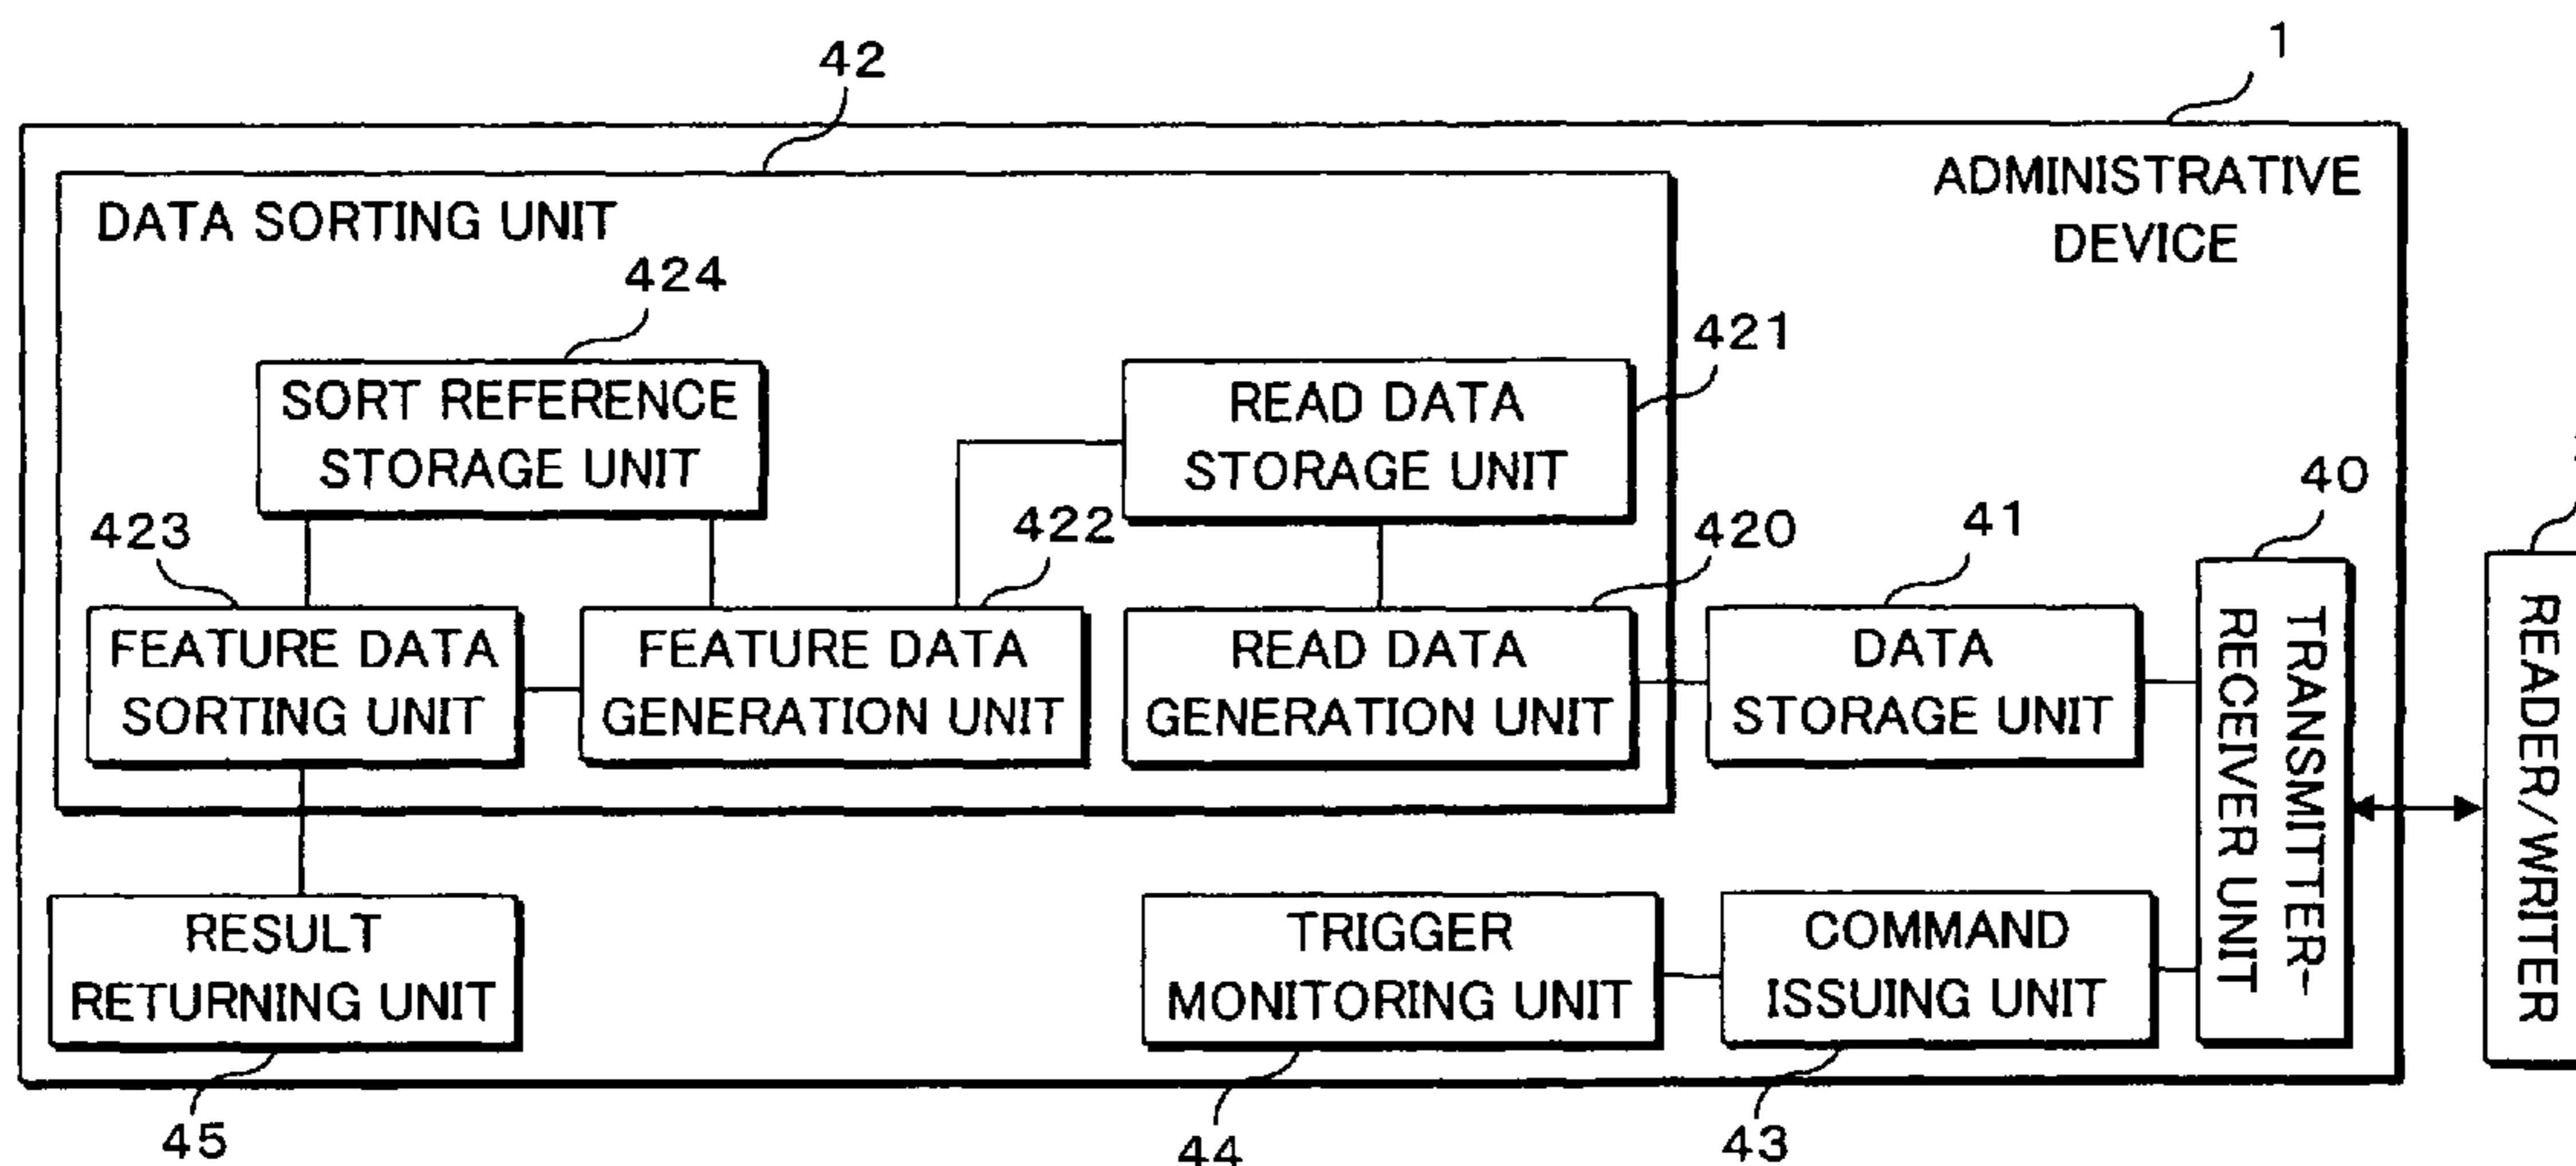 1
42
ADMINISTRATIVE
DEVICE
DATA SORTING UNIT
424
421
SORT REFERENCE
STORAGE UNIT
READ DATA
STORAGE UNIT
40
423
422
420
41
FEATURE DATA
SORTING UNIT
FEATURE DATA
GENERATION UNIT
READ DATA
GENERATION UNIT
DATA
STORAGE UNIT
TRANSMITTER-
RECEIVER UNIT
READER/WRITER
RESULT
RETURNING UNIT
TRIGGER
MONITORING UNIT
COMMAND
ISSUING UNIT
45
44
43